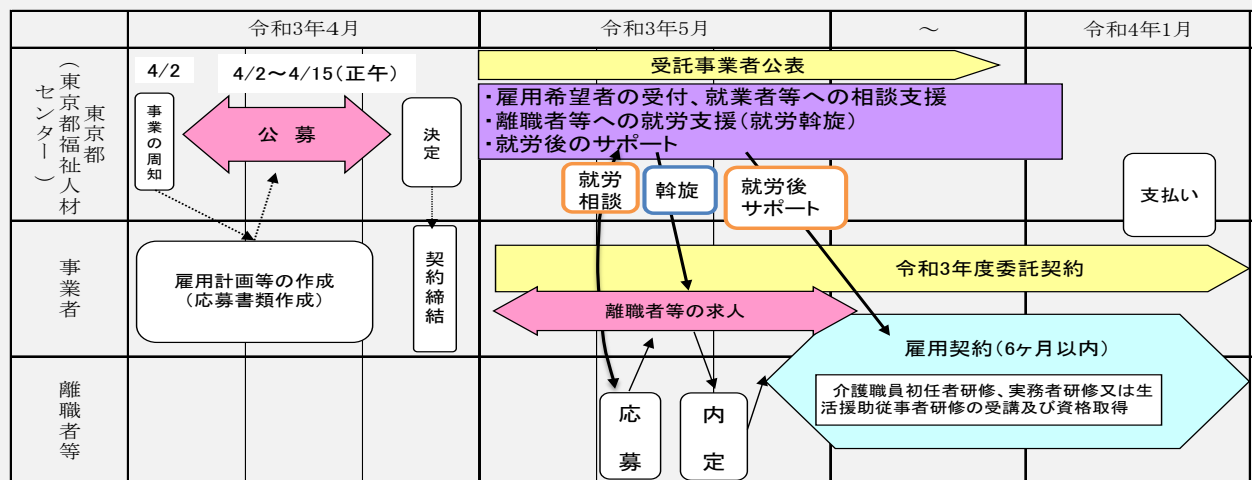 令和3年4月
令和3年5月
～
令和4年1月
東京都
（東京都福祉人材
センター）
4/2
4/2～4/15（正午）
事業の周知
公 募
決定
受託事業者公表
・雇用希望者の受付、就業者等への相談支援
・離職者等への就労支援（就労斡旋）
・就労後のサポート
就労
相談
斡旋
就労後
サポート
支払い
事業者
雇用計画等の作成
（応募書類作成）
契約締結
令和3年度委託契約
離職者等の求人
雇用契約（6ヶ月以内）
介護職員初任者研修、実務者研修又は生
活援助従事者研修の受講及び資格取得
離職者等
応募
内定